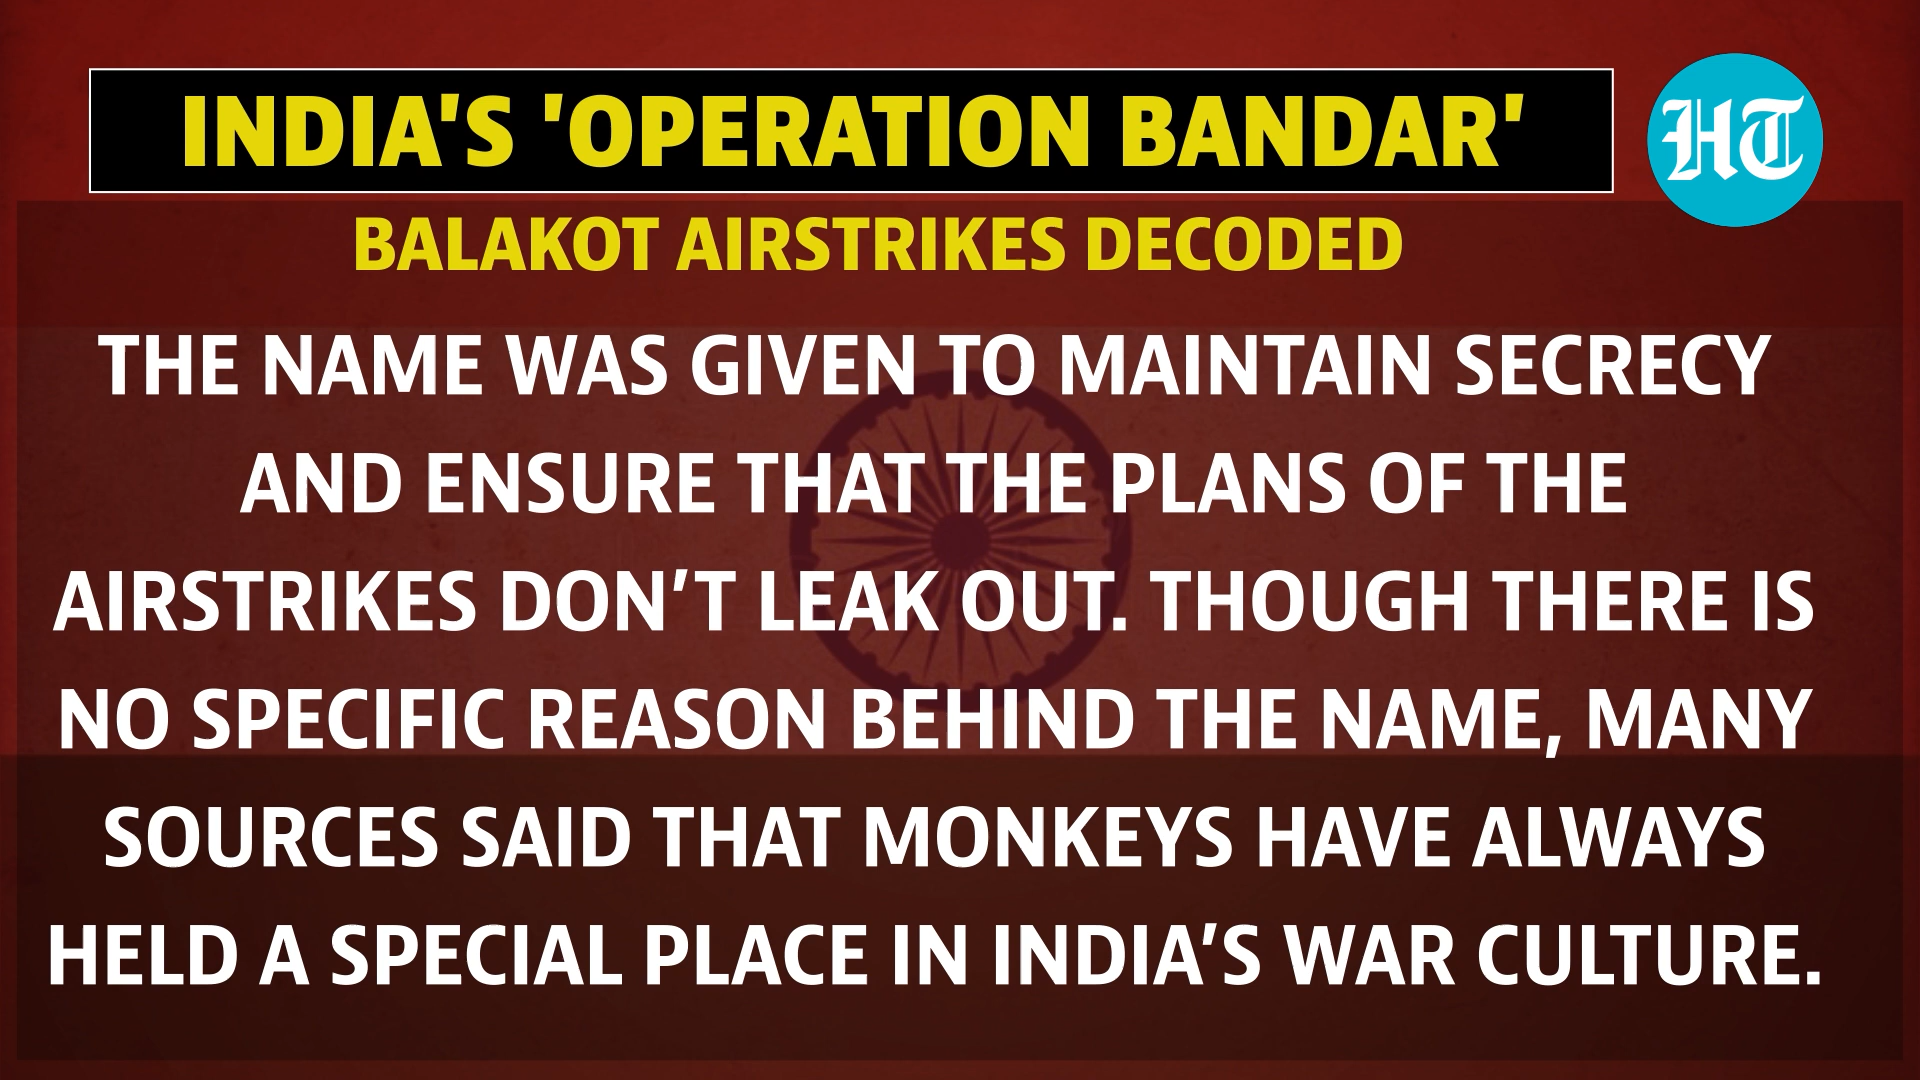 INDIA'S 'OPERATION BANDAR'
HT
BALAKOT AIRSTRIKES DECODED
THE NAME WAS GIVEN TO MAINTAIN SECRECY
AND ENSURE THAT THE PLANS OF THE
AIRSTRIKES DON’T LEAK OUT. THOUGH THERE IS
NO SPECIFIC REASON BEHIND THE NAME, MANY
SOURCES SAID THAT MONKEYS HAVE ALWAYS
HELD A SPECIAL PLACE IN INDIA’S WAR CULTURE.